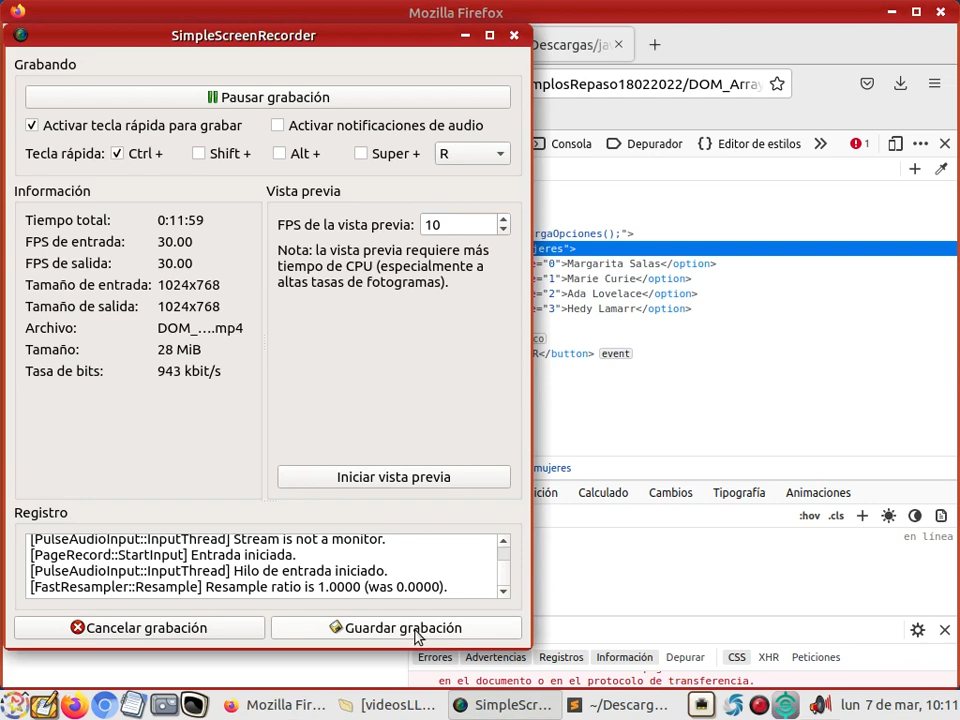 Mozilla Firefox
SimpleScreenRecorder
Descargas/ja
Grabando
Pausar grabación
mplosRepaso18022022/DOM_Array
Activar tecla rápida para grabar
Activar notificaciones de audio
Tecla rápida:
Ctrl +
Shift +
Alt +
Super +
R
Consola
Depurador
Editor de estilos
1
Información
Tiempo total: 0:11:59
FPS de entrada: 30.00
FPS de salida: 30.00
Tamaño de entrada: 1024x768
Tamaño de salida: 1024x768
Archivo: DOM_....mp4
Tamaño: 28 MiB
Tasa de bits: 943 kbit/s
Vista previa
FPS de la vista previa: 10
Nota: la vista previa requiere más
tiempo de CPU (especialmente a
altas tasas de fotogramas).
Iniciar vista previa
rgaOpciones();">
jeres">
e="0">Margarita Salas</option>
e="1">Marie Curie</option>
e="2">Ada Lovelace</option>
e="3">Hedy Lamarr</option>
co
R</button> event
mujeres
ición
Calculado
Cambios
Tipografía
Animaciones
:hov
.cls
en línea
Registro
[PulseAudioInput::InputThread] Stream is not a monitor.
[PageRecord::StartInput] Entrada iniciada.
[PulseAudioInput::InputThread] Hilo de entrada iniciado.
[FastResampler::Resample] Resample ratio is 1.0000 (was 0.0000).
Cancelar grabación
Guardar grabación
Errores
Advertencias
Registros
Información
Depurar
CSS
XHR
Peticiones
en el documento o en el protocolo de transferencia.
Mozilla Fir...
[videosLL...
SimpleScr...
~/Descarg...
lun 7 de mar, 10:11